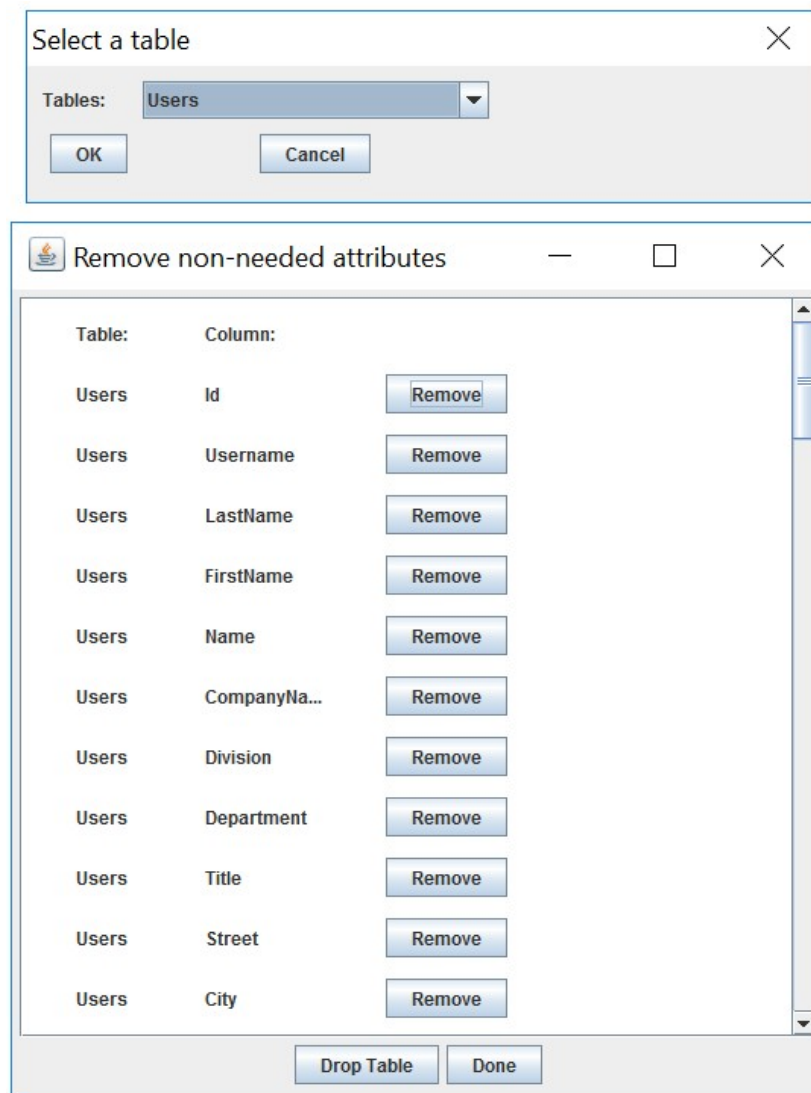 Select a table
Tables: Users
OK Cancel
Remove non-needed attributes
Table: Column:
Users Id Remove
Users Username Remove
Users LastName Remove
Users FirstName Remove
Users Name Remove
Users CompanyNa... Remove
Users Division Remove
Users Department Remove
Users Title Remove
Users Street Remove
Users City Remove
Drop Table Done